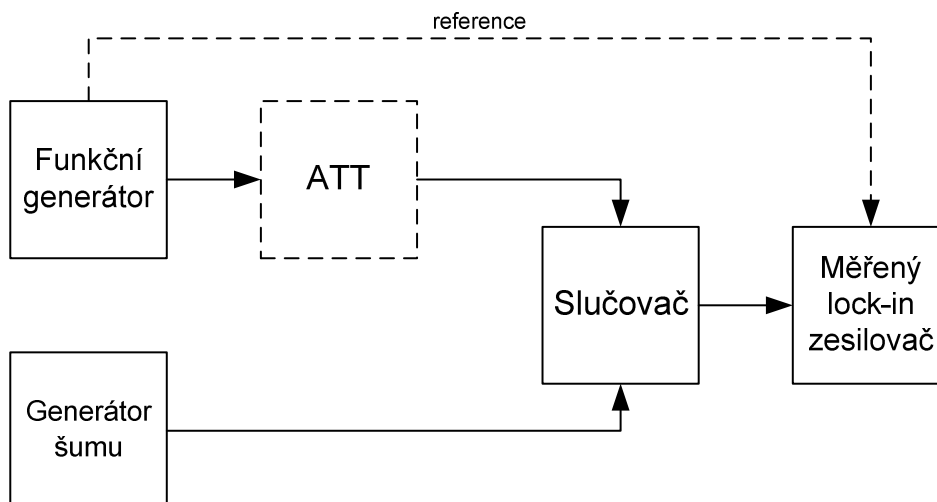 reference
Funkční
generátor
ATT
Slučovač
Měřený
lock-in
zesilovač
Generátor
šumu